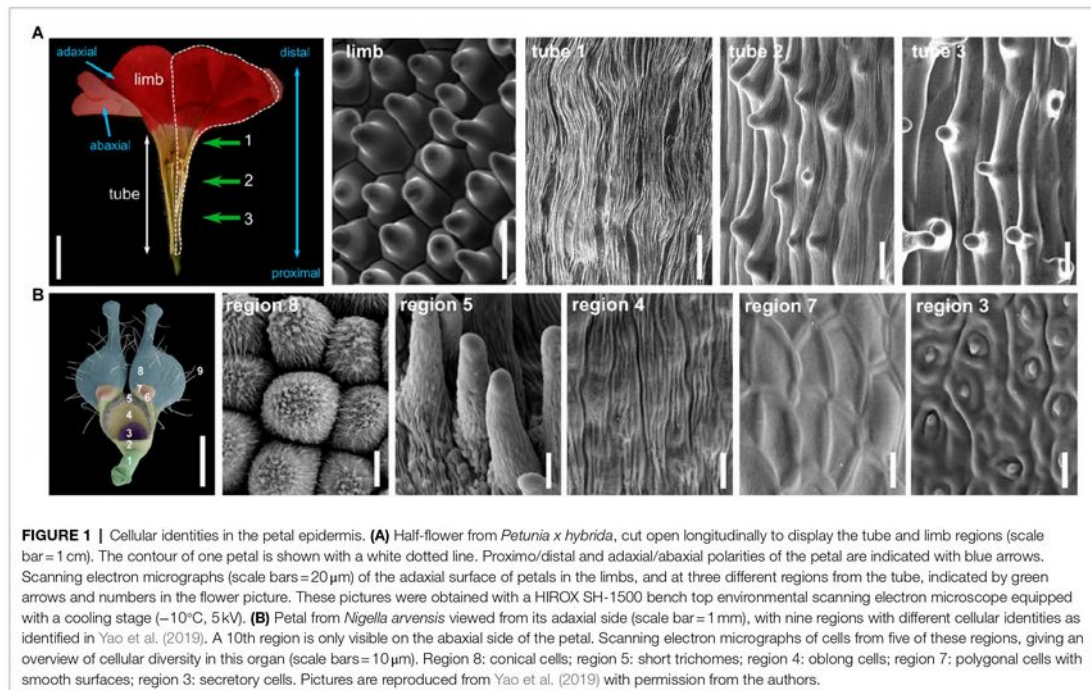 A
adaxial
limb
distal
abaxial
1
tube
2
3
proximal
limb
tube 1
tube 2
tube 3
B
8
9
7
5
6
4
3
2
1
region 8
region 5
region 4
region 7
region 3
FIGURE 1 | Cellular identities in the petal epidermis. (A) Half-flower from Petunia x hybrida, cut open longitudinally to display the tube and limb regions (scale
bar = 1 cm). The contour of one petal is shown with a white dotted line. Proximo/distal and adaxial/abaxial polarities of the petal are indicated with blue arrows.
Scanning electron micrographs (scale bars = 20 μm) of the adaxial surface of petals in the limbs, and at three different regions from the tube, indicated by green
arrows and numbers in the flower picture. These pictures were obtained with a HIROX SH-1500 bench top environmental scanning electron microscope equipped
with a cooling stage (−10°C, 5 kV). (B) Petal from Nigella arvensis viewed from its adaxial side (scale bar = 1 mm), with nine regions with different cellular identities as
identified in Yao et al. (2019). A 10th region is only visible on the abaxial side of the petal. Scanning electron micrographs of cells from five of these regions, giving an
overview of cellular diversity in this organ (scale bars = 10 μm). Region 8: conical cells; region 5: short trichomes; region 4: oblong cells; region 7: polygonal cells with
smooth surfaces; region 3: secretory cells. Pictures are reproduced from Yao et al. (2019) with permission from the authors.